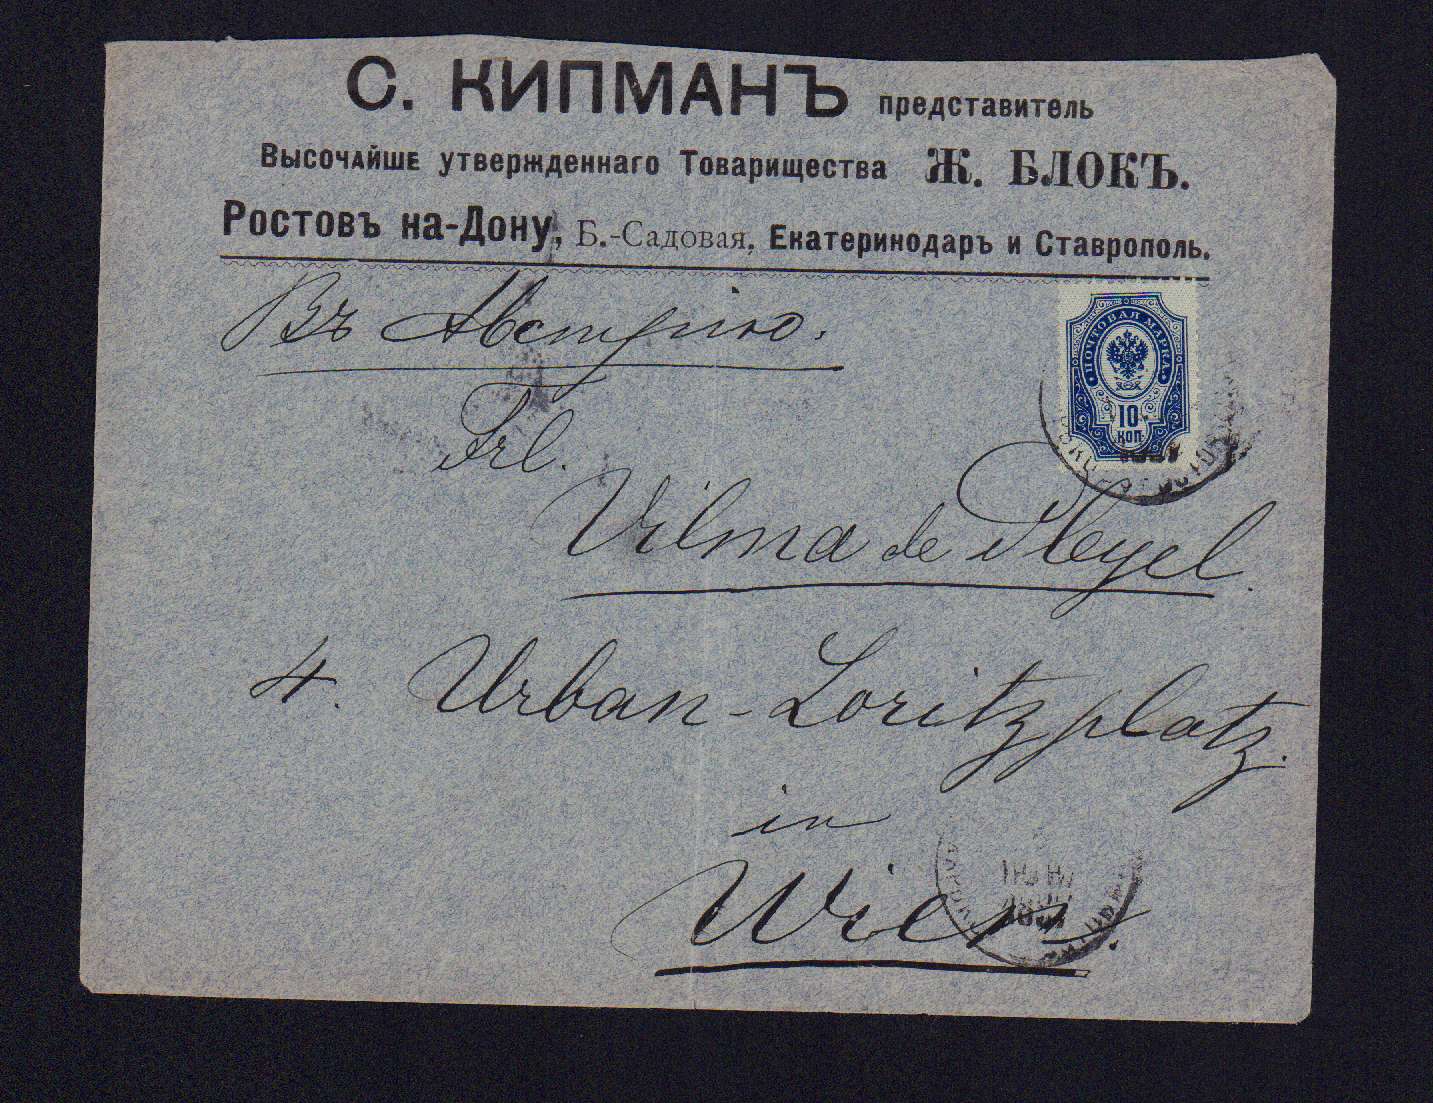 С. КИПМАНЪ представитель
Высочайше утвержденнаго Товарищества Ж. БЛОКЪ.
Ростовъ на-Дону, Б.-Садовая, Екатеринодаръ и Ставрополь.
Въ Австрію.
ПОЧТОВАЯ МАРКА
10
КОП.
Frl.
Vilma de Pleyel.
4. Urban-Loritzplatz.
in
Wien.